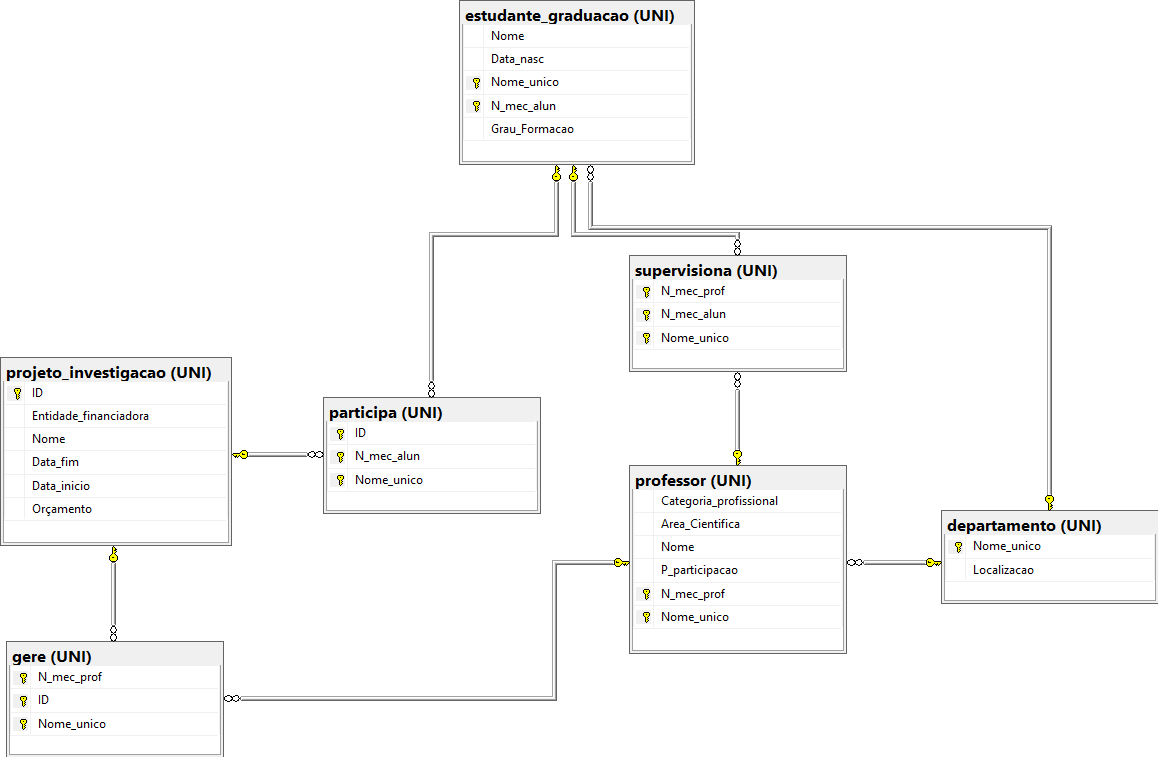 estudante_graduacao (UNI)
Nome
Data_nasc
Nome_unico
N_mec_alun
Grau_Formacao
supervisiona (UNI)
N_mec_prof
N_mec_alun
Nome_unico
projeto_investigacao (UNI)
ID
Entidade_financiadora
Nome
Data_fim
Data_inicio
Orçamento
participa (UNI)
ID
N_mec_alun
Nome_unico
professor (UNI)
Categoria_profissional
Area_Cientifica
Nome
P_participacao
N_mec_prof
Nome_unico
departamento (UNI)
Nome_unico
Localizacao
gere (UNI)
N_mec_prof
ID
Nome_unico